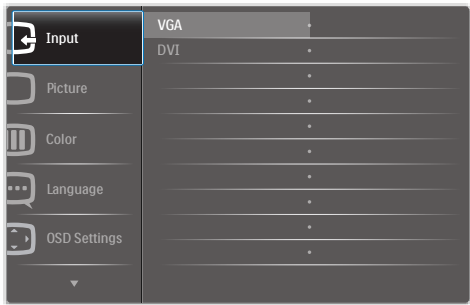 Input
VGA
DVI
Picture
Color
Language
OSD Settings